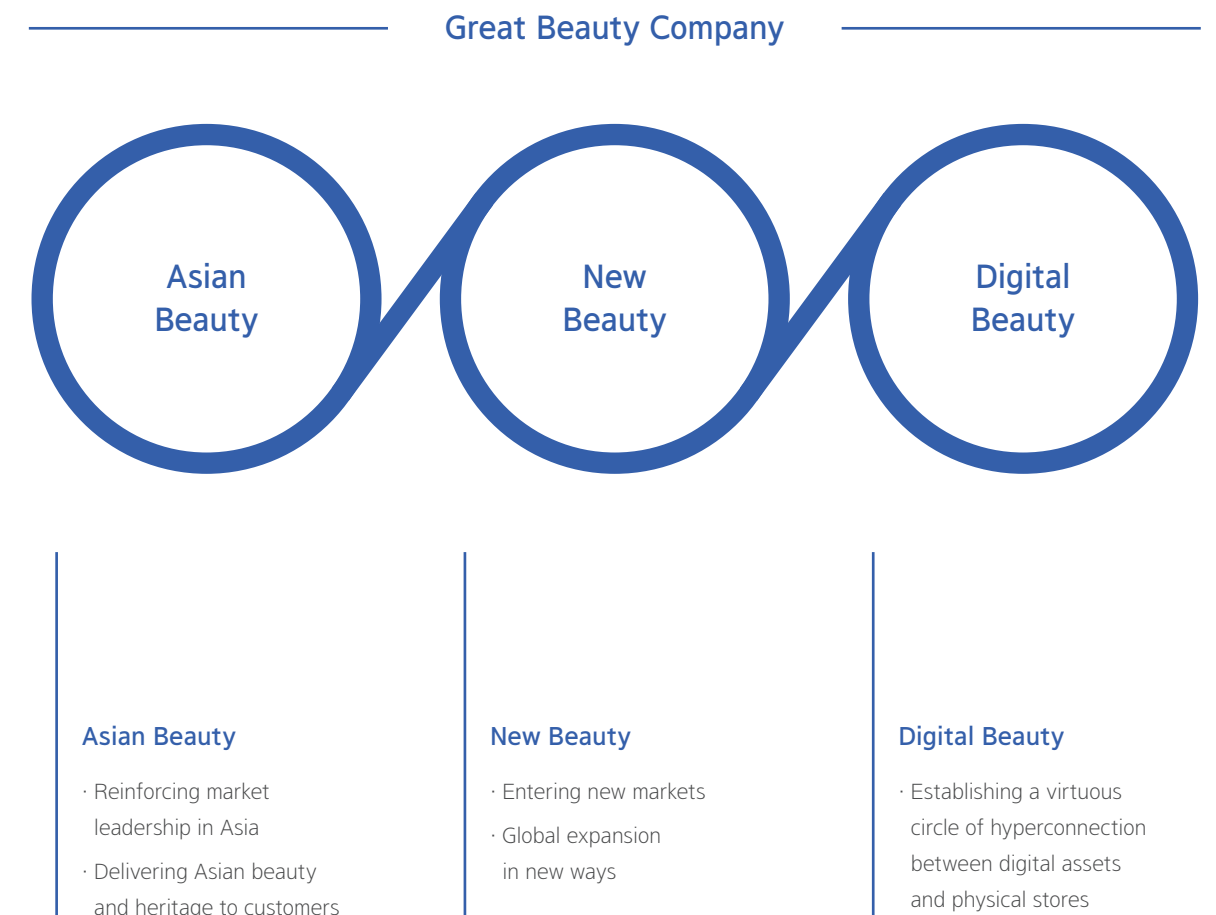 Great Beauty Company
Asian
Beauty
New
Beauty
Digital
Beauty
Asian Beauty
· Reinforcing market
leadership in Asia
· Delivering Asian beauty
and heritage to customers
New Beauty
· Entering new markets
· Global expansion
in new ways
Digital Beauty
· Establishing a virtuous
circle of hyperconnection
between digital assets
and physical stores